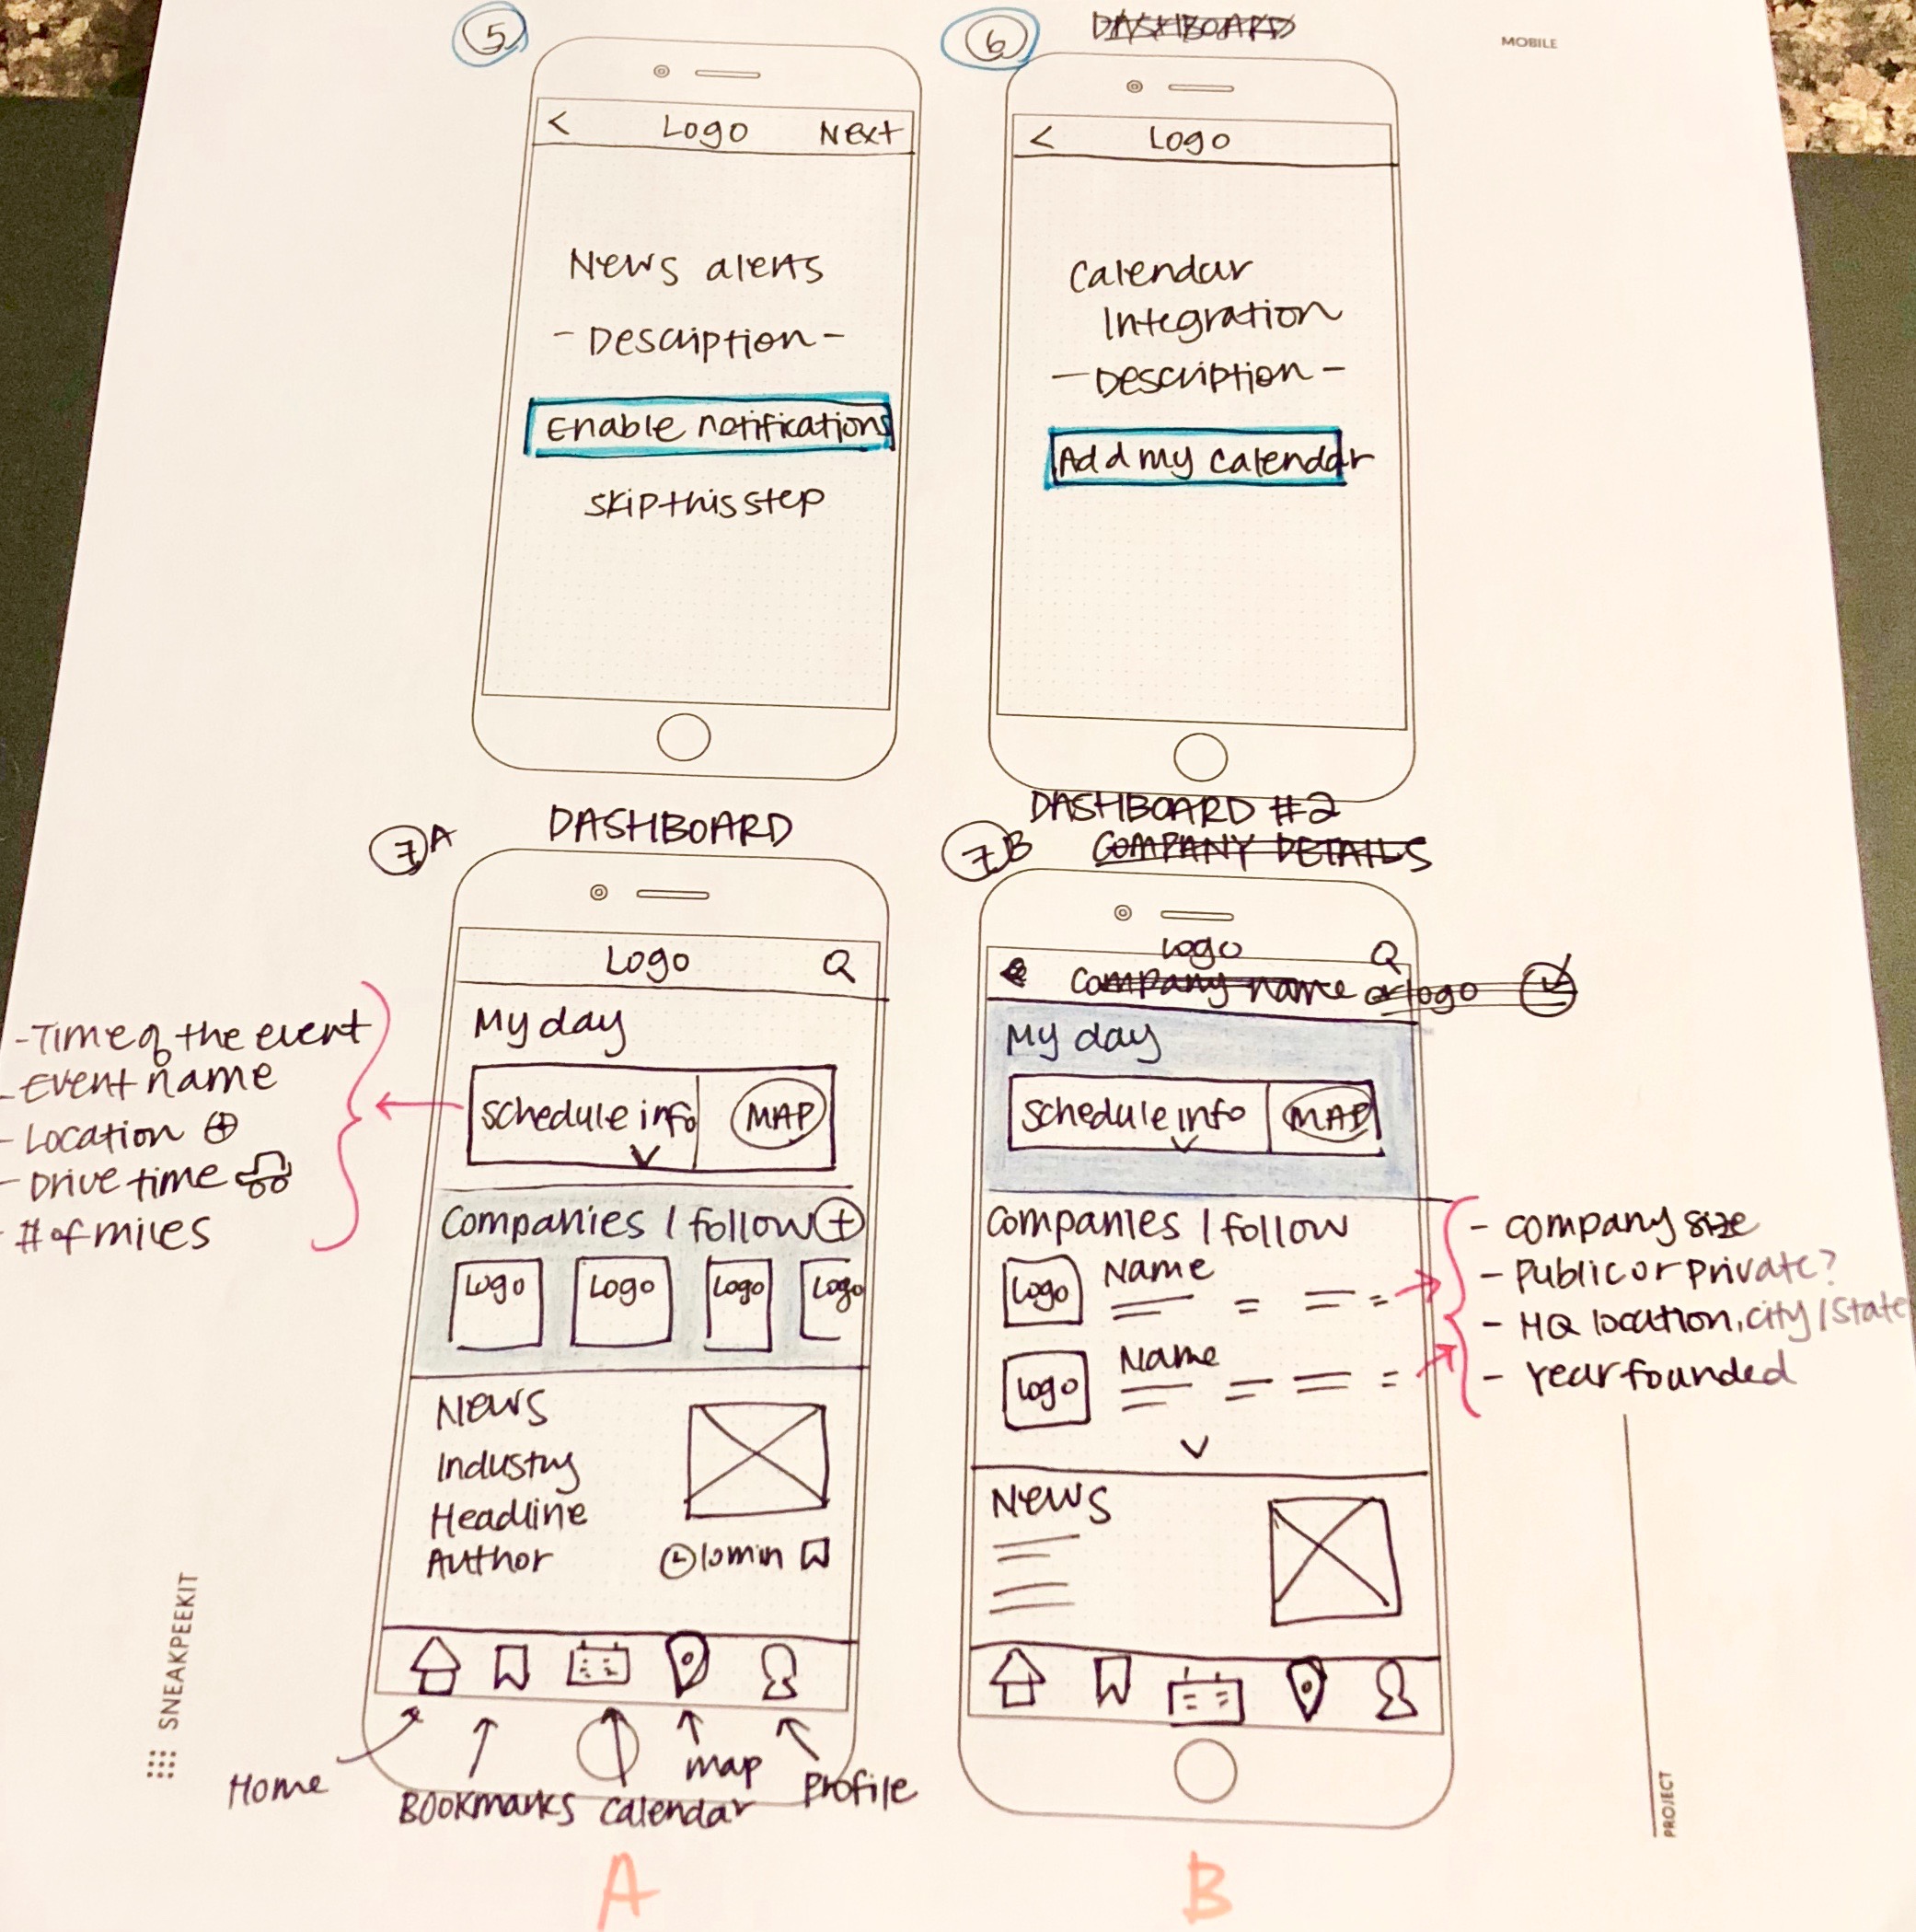 5
6
DASHBOARD
MOBILE
< Logo Next
News alerts
- Description -
Enable notifications
skip this step
< Logo
Calendar
Integration
- Description -
Add my calendar
7A
DASHBOARD
Logo
My day
schedule info
MAP
Companies I follow +
Logo
Logo
Logo
Logo
News
Industry
Headline
Author
10min
- Time of the event
- Event name
- Location
- Drive time
- # of miles
Home
Bookmarks
calendar
map
Profile
A
7B
DASHBOARD #2
COMPANY DETAILS
Logo
Company name or logo
My day
schedule info
MAP
Companies I follow
Logo
Name
Logo
Name
News
- company size
- Public or private?
- HQ location, city/state
- year founded
B
SNEAKPEEKIT
PROJECT